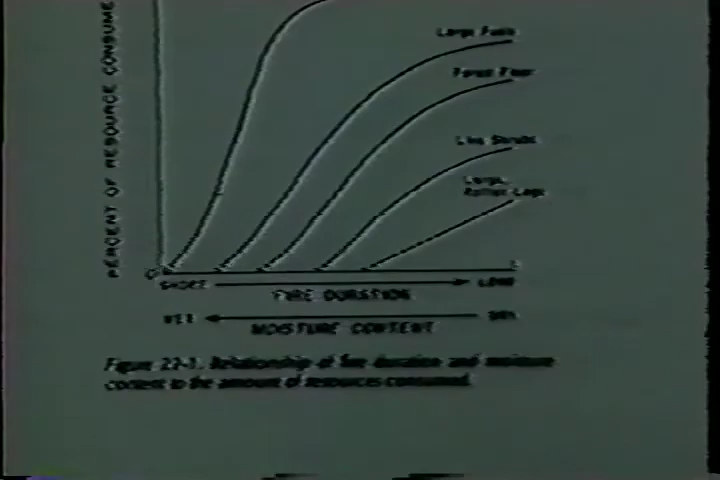 PERCENT OF RESOURCE CONSUME
Large Fuels
Forest Floor
Live Shrubs
Large,
Rotten Logs
0
SHORT LONG
FIRE DURATION
WET DRY
MOISTURE CONTENT
Figure 22-1. Relationship of fire duration and moisture
content to the amount of resources consumed.